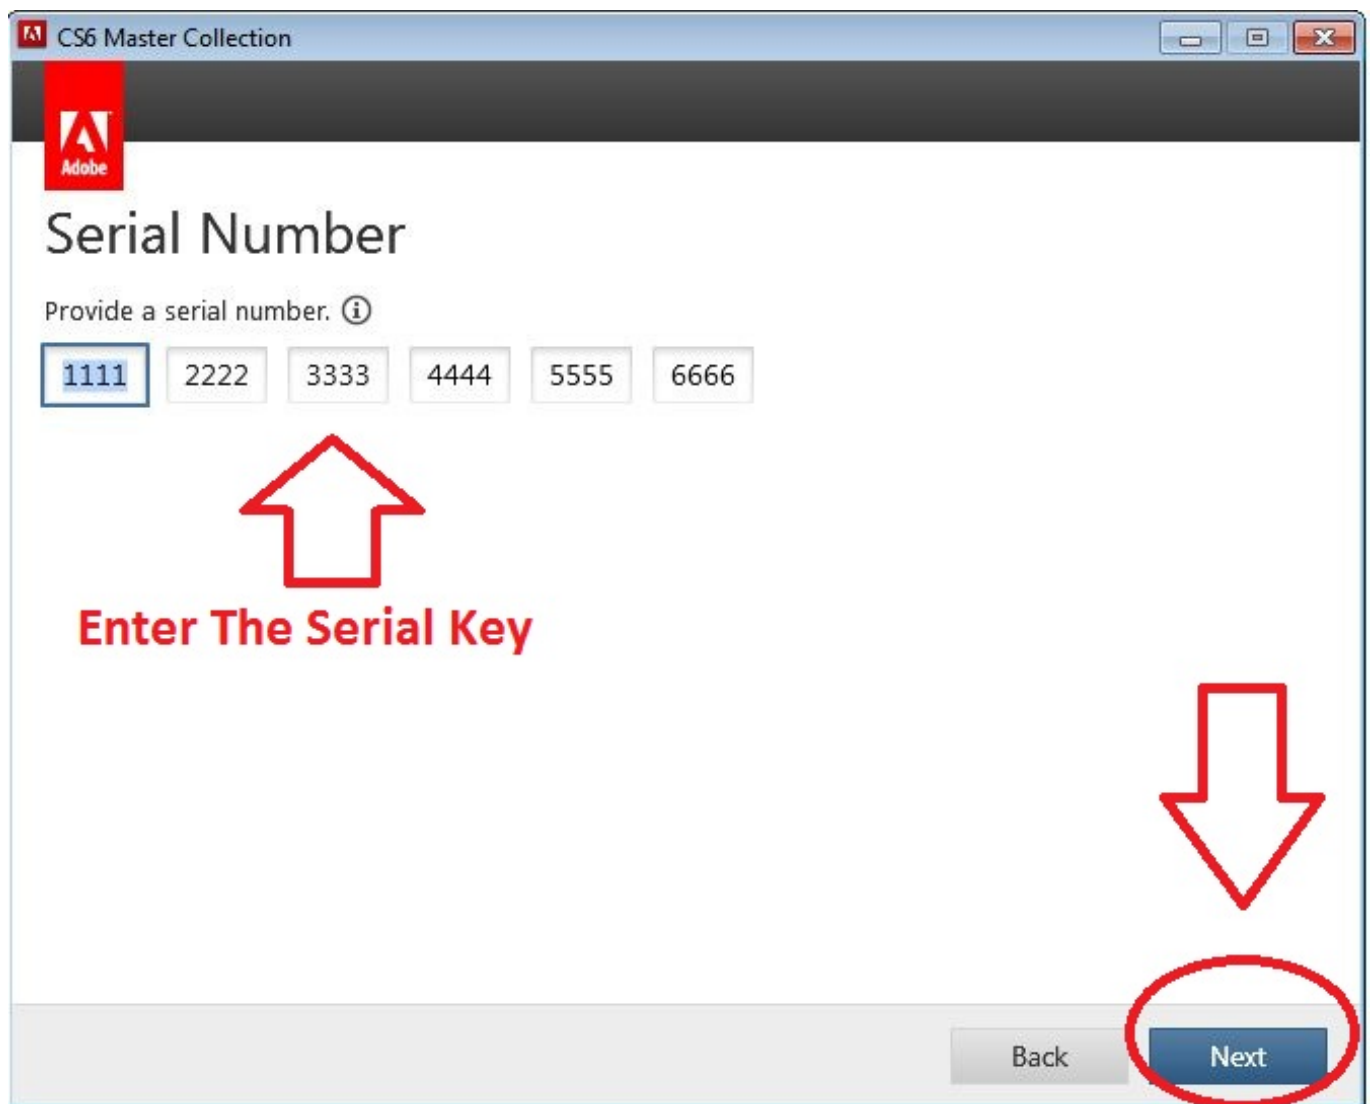 CS6 Master Collection
Adobe
Serial Number
Provide a serial number.
1111 2222 3333 4444 5555 6666
Enter The Serial Key
Back Next